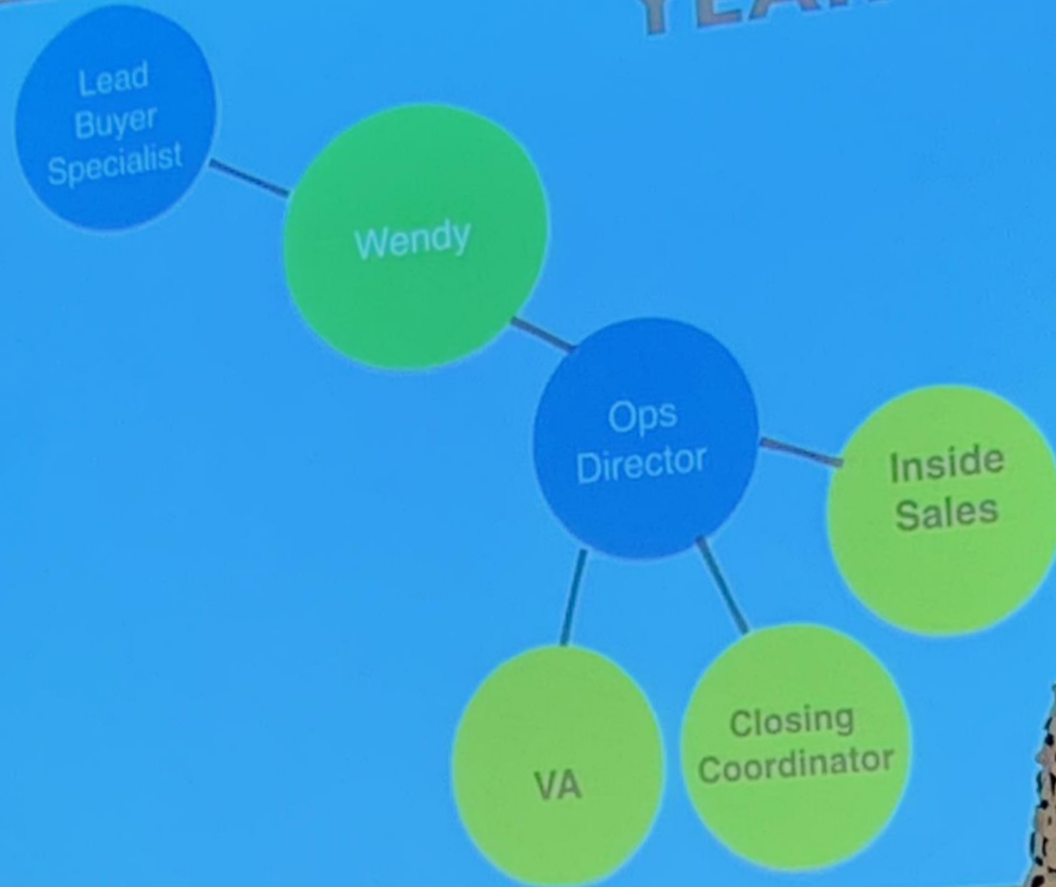 Lead
Buyer
Specialist
Wendy
Ops
Director
Inside
Sales
Closing
Coordinator
VA